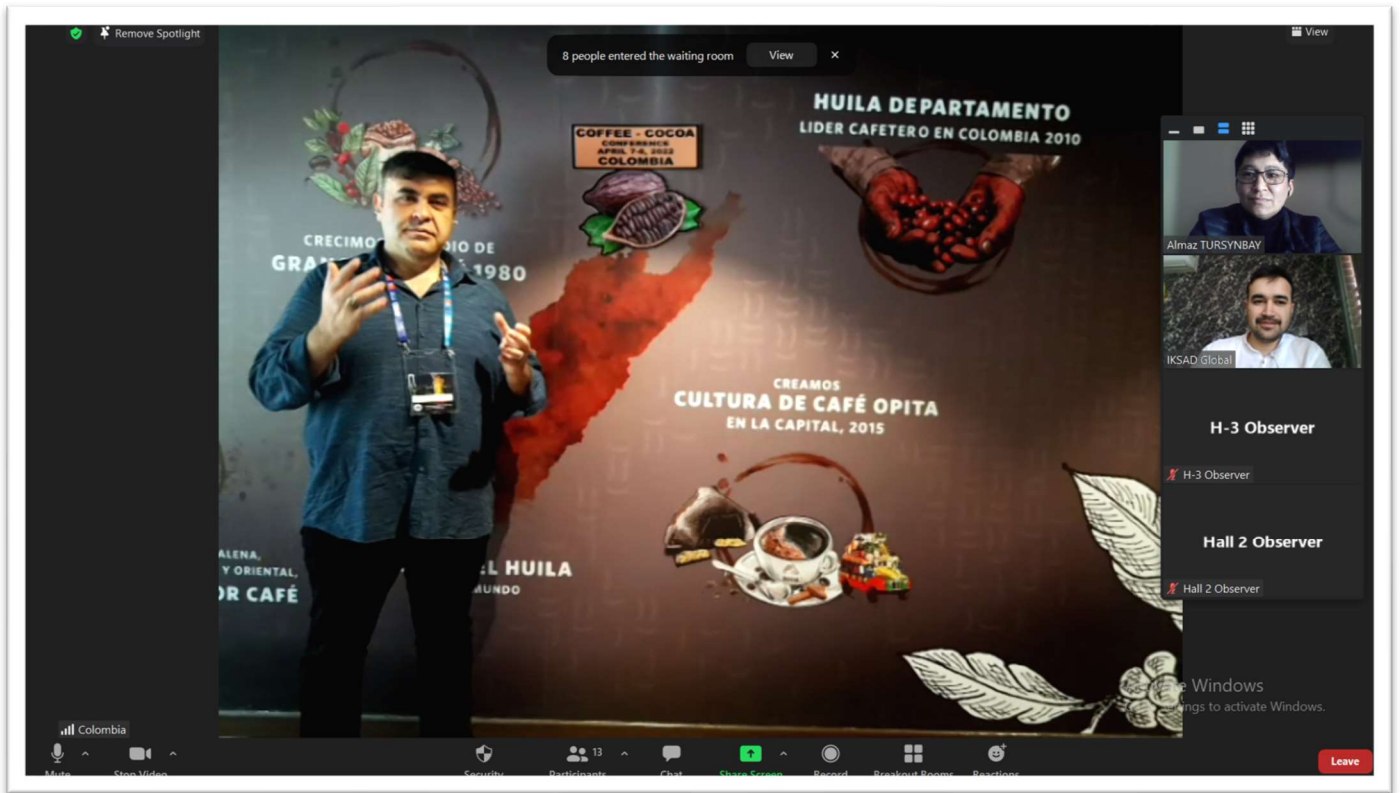 Remove Spotlight
8 people entered the waiting room
View
View
HUILA DEPARTAMENTO
LIDER CAFETERO EN COLOMBIA 2010
COFFEE - COCOA
CONFERENCE
APRIL 7-8, 2022
COLOMBIA
CRECIMO IO DE
GRAN 1980
CREAMOS
CULTURA DE CAFÉ OPITA
EN LA CAPITAL, 2015
ALENA,
Y ORIENTAL,
OR CAFÉ
EL HUILA
MUNDO
Almaz TURSYNBAY
IKSAD Global
H-3 Observer
H-3 Observer
Hall 2 Observer
Hall 2 Observer
e Windows
ngs to activate Windows.
Colombia
Mute
Stop Video
Security
Participants
13
Chat
Share Screen
Record
Breakout Rooms
Reactions
Leave